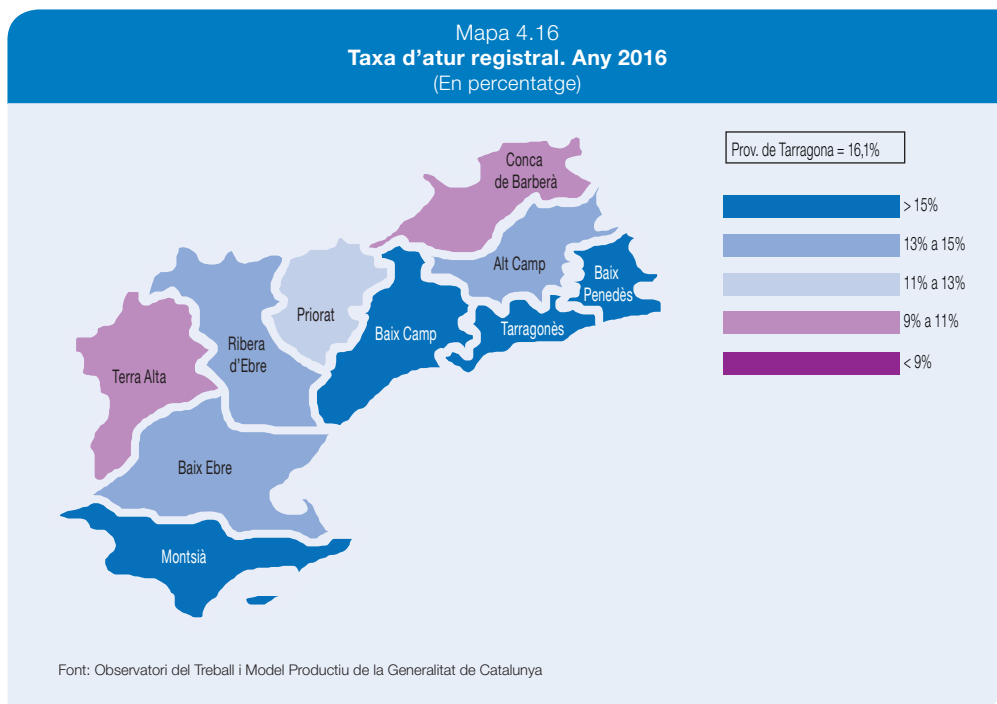 Mapa 4.16
Taxa d'atur registral. Any 2016
(En percentatge)
Prov. de Tarragona = 16,1%
> 15%
13% a 15%
11% a 13%
9% a 11%
< 9%
Conca
de Barberà
Alt Camp
Baix
Penedès
Priorat
Baix Camp
Tarragonès
Ribera
d'Ebre
Terra Alta
Baix Ebre
Montsià
Font: Observatori del Treball i Model Productiu de la Generalitat de Catalunya